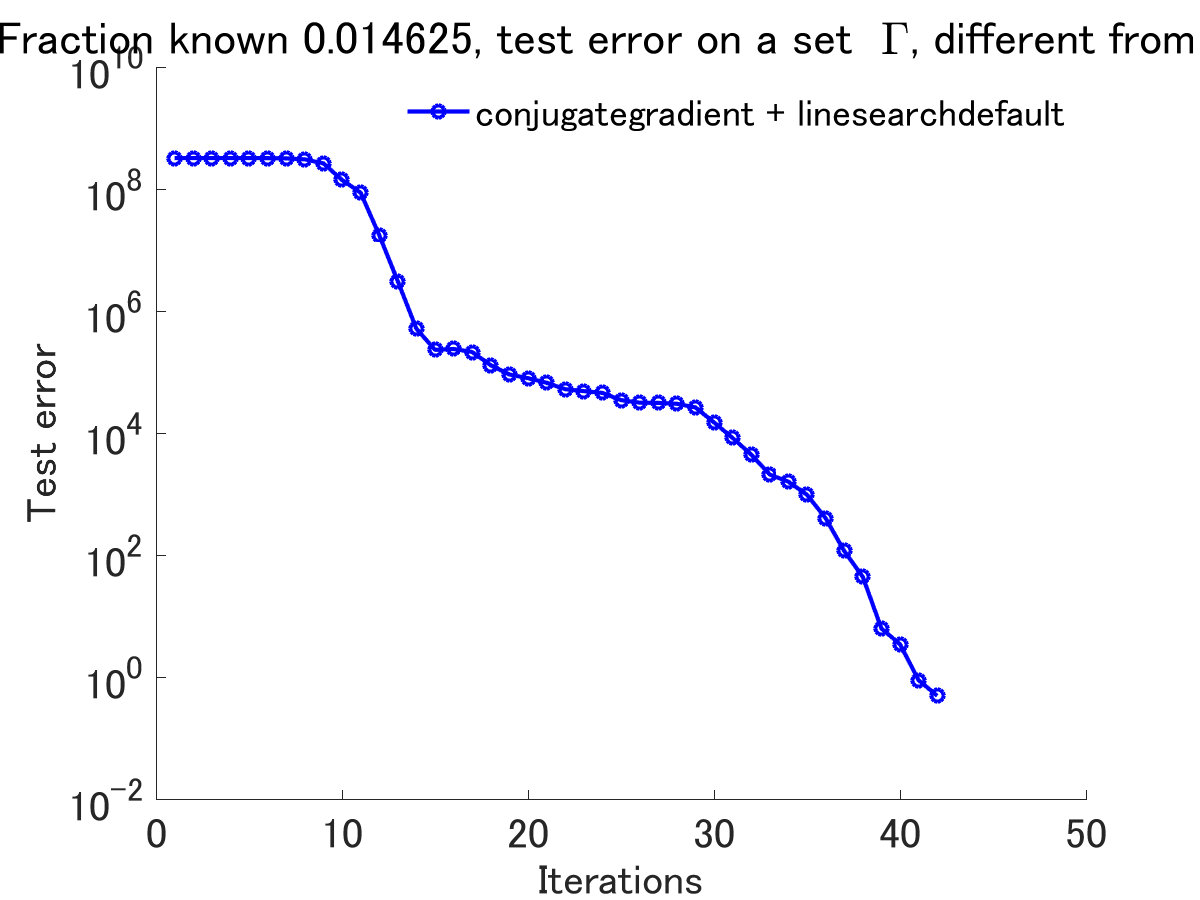 Fraction known 0.014625, test error on a set Γ, different from
conjugategradient + linesearchdefault
10^10
10^8
10^6
10^4
10^2
10^0
10^−2
Test error
0 10 20 30 40 50
Iterations